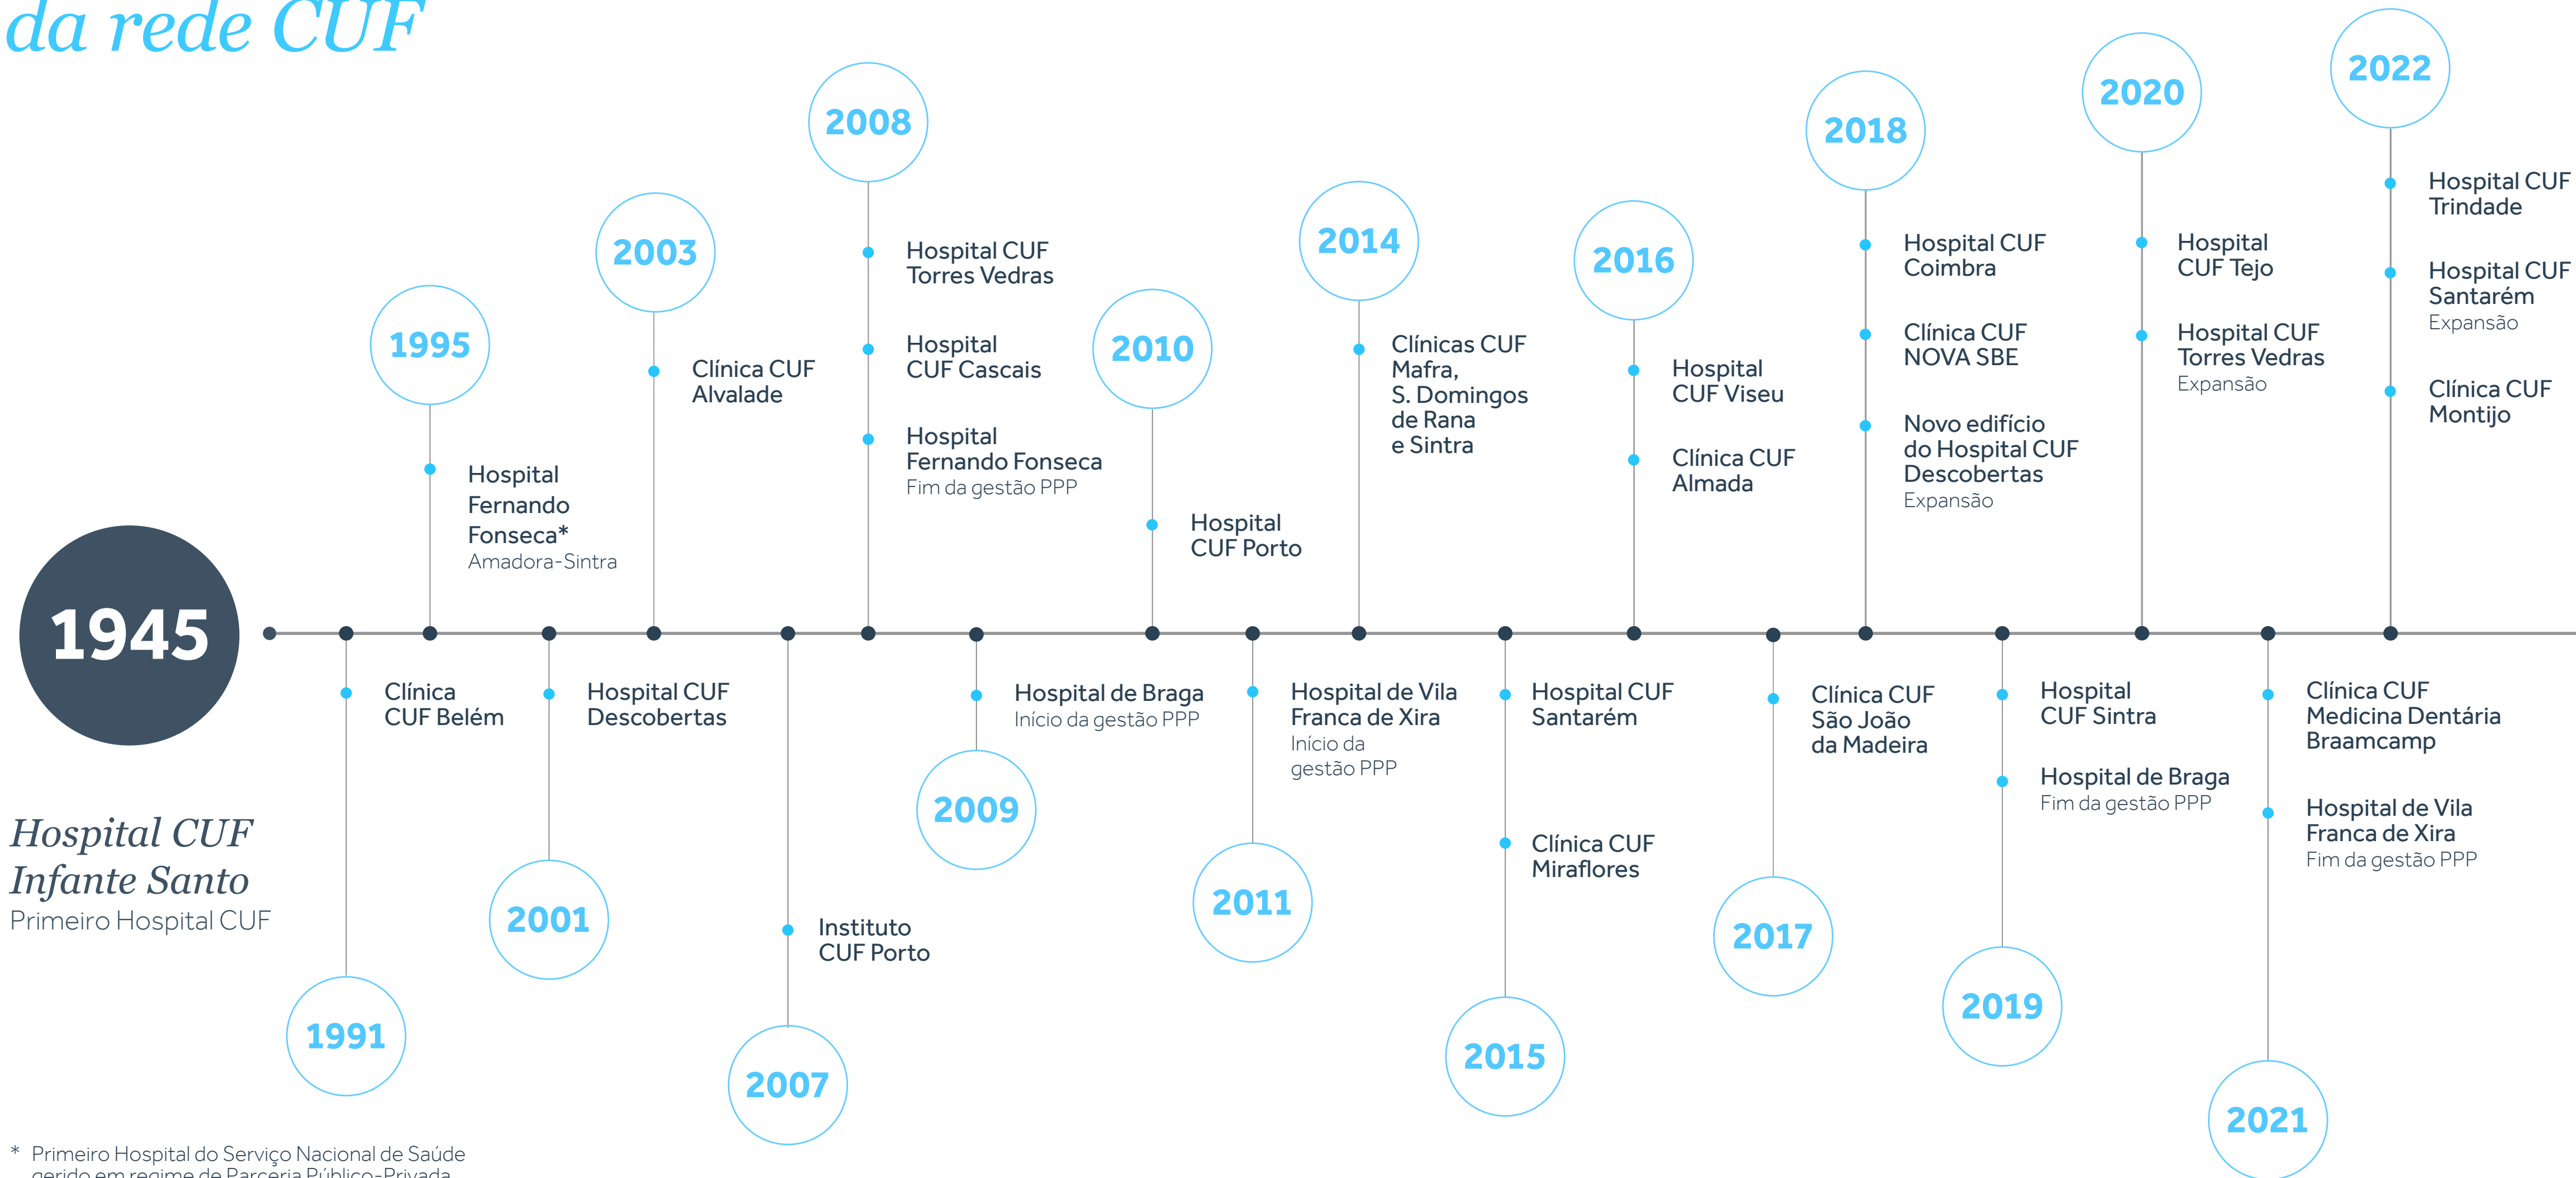 da rede CUF
1945
Hospital CUF
Infante Santo
Primeiro Hospital CUF
1991
Clínica
CUF Belém
1995
Hospital
Fernando
Fonseca*
Amadora-Sintra
2001
Hospital CUF
Descobertas
2003
Clínica CUF
Alvalade
2007
Instituto
CUF Porto
2008
Hospital CUF
Torres Vedras
Hospital
CUF Cascais
Hospital
Fernando Fonseca
Fim da gestão PPP
2009
Hospital de Braga
Início da gestão PPP
2010
Hospital
CUF Porto
2011
Hospital de Vila
Franca de Xira
Início da
gestão PPP
2014
Clínicas CUF
Mafra,
S. Domingos
de Rana
e Sintra
2015
Hospital CUF
Santarém
Clínica CUF
Miraflores
2016
Hospital
CUF Viseu
Clínica CUF
Almada
2017
Clínica CUF
São João
da Madeira
2018
Hospital CUF
Coimbra
Clínica CUF
NOVA SBE
Novo edifício
do Hospital CUF
Descobertas
Expansão
2019
Hospital
CUF Sintra
Hospital de Braga
Fim da gestão PPP
2020
Hospital
CUF Tejo
Hospital CUF
Torres Vedras
Expansão
2021
Clínica CUF
Medicina Dentária
Braamcamp
Hospital de Vila
Franca de Xira
Fim da gestão PPP
2022
Hospital CUF
Trindade
Hospital CUF
Santarém
Expansão
Clínica CUF
Montijo
* Primeiro Hospital do Serviço Nacional de Saúde
gerido em regime de Parceria Público-Privada